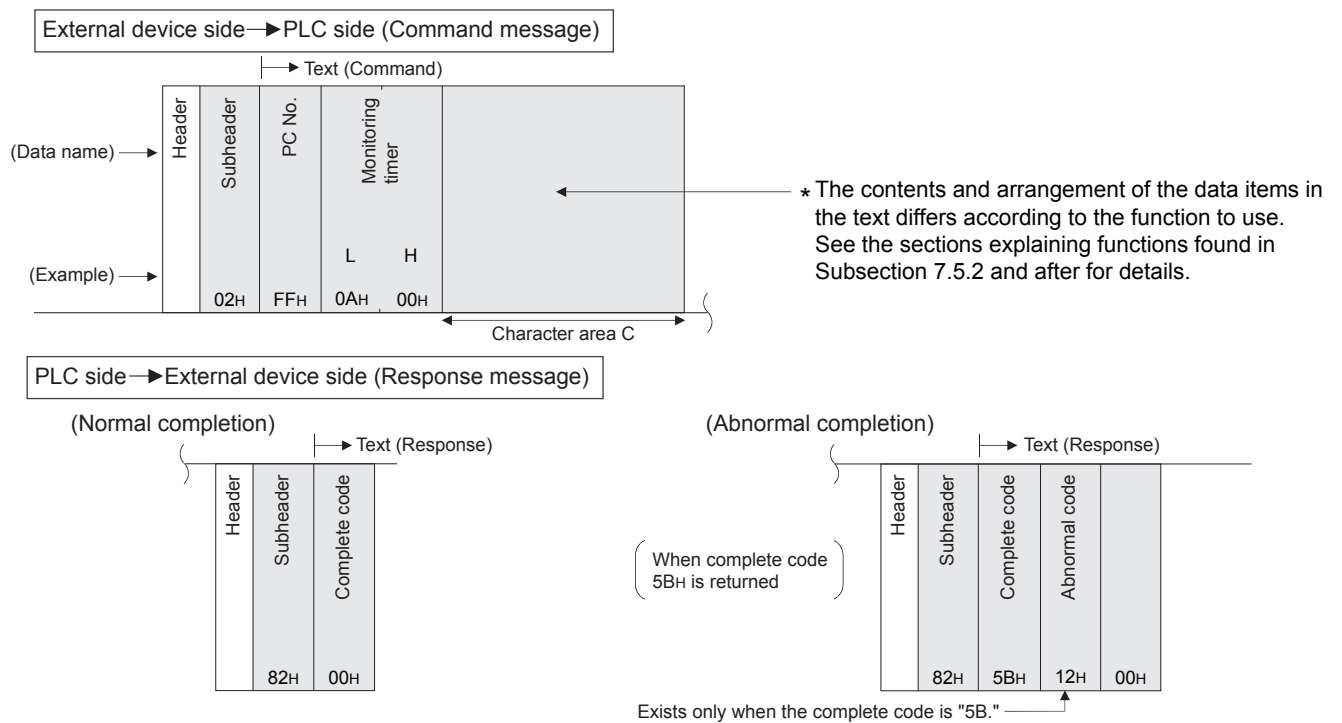 External device side → PLC side (Command message)
Text (Command)
(Data name)
Header
Subheader
PC No.
Monitoring
timer
(Example)
L H
02H FFH 0AH 00H
Character area C
* The contents and arrangement of the data items in
the text differs according to the function to use.
See the sections explaining functions found in
Subsection 7.5.2 and after for details.
PLC side → External device side (Response message)
(Normal completion)
Text (Response)
Header
Subheader
Complete code
82H 00H
(Abnormal completion)
Text (Response)
When complete code
5BH is returned
Header
Subheader
Complete code
Abnormal code
82H 5BH 12H 00H
Exists only when the complete code is "5B."